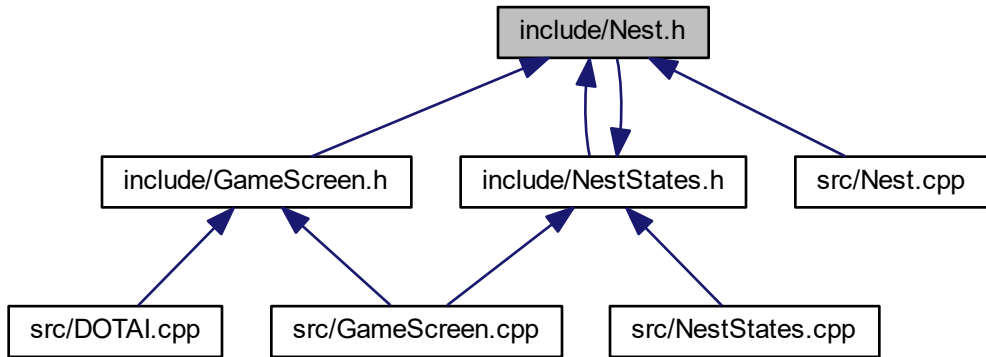 include/Nest.h
include/GameScreen.h
include/NestStates.h
src/Nest.cpp
src/DOTAI.cpp
src/GameScreen.cpp
src/NestStates.cpp